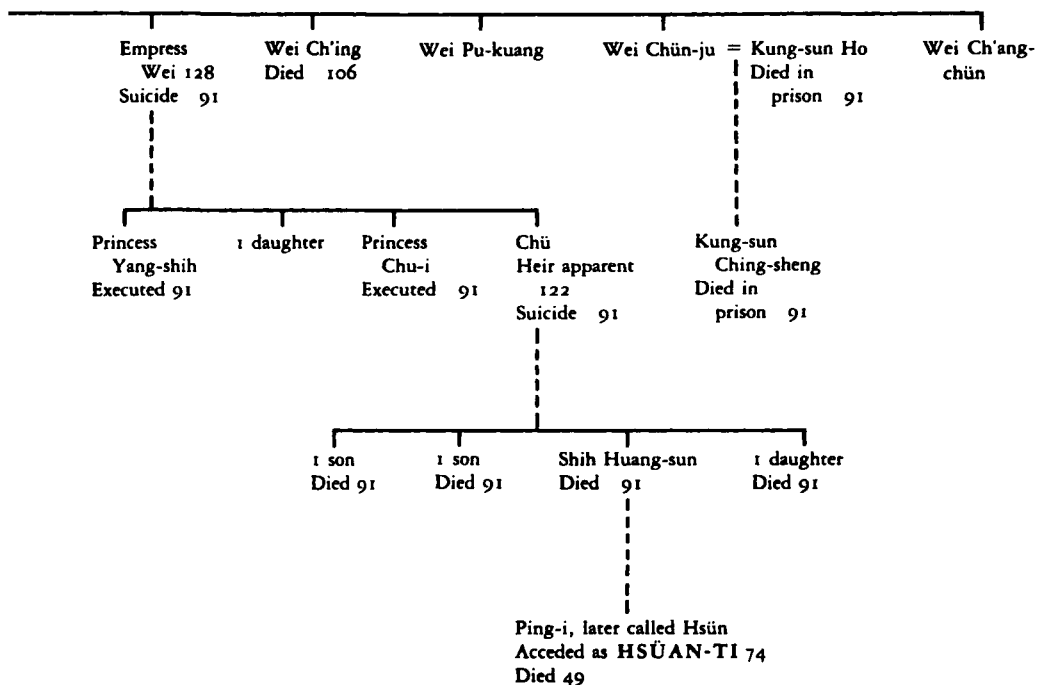 Empress
Wei 128
Suicide 91
Wei Ch'ing
Died 106
Wei Pu-kuang
Wei Chün-ju = Kung-sun Ho
Died in
prison 91
Wei Ch'ang-
chün
Princess
Yang-shih
Executed 91
1 daughter
Princess
Chu-i
Executed 91
Chü
Heir apparent
122
Suicide 91
Kung-sun
Ching-sheng
Died in
prison 91
1 son
Died 91
1 son
Died 91
Shih Huang-sun
Died 91
1 daughter
Died 91
Ping-i, later called Hsün
Acceded as HSÜAN-TI 74
Died 49